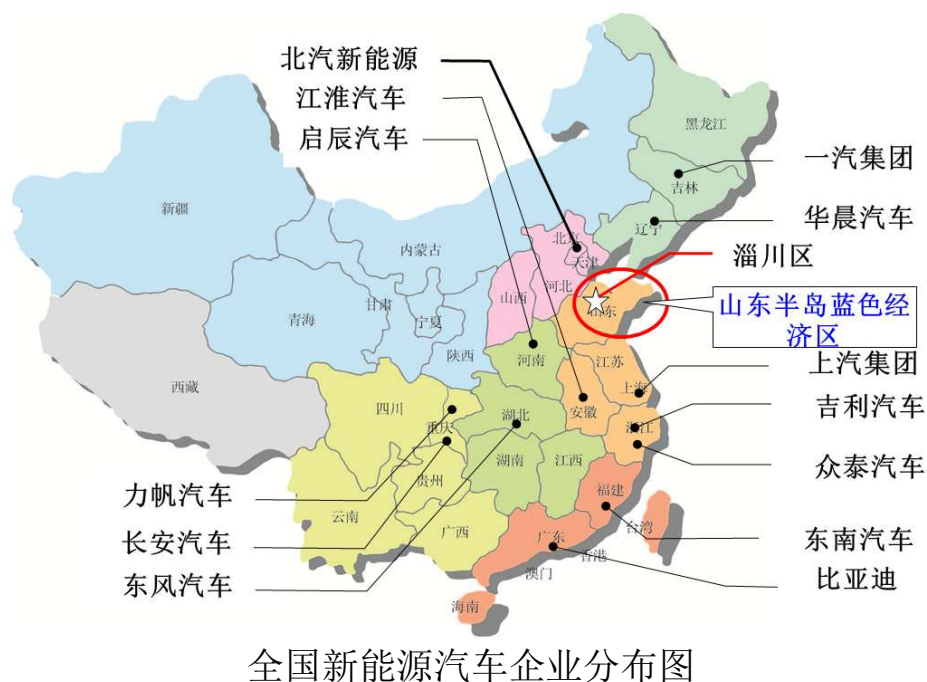 北汽新能源
江淮汽车
启辰汽车
黑龙江
一汽集团
吉林
新疆
华晨汽车
辽宁
北京
内蒙古
天津
淄川区
甘肃
山西
河北
山东
山东半岛蓝色经
济区
青海
宁夏
陕西
河南
江苏
上汽集团
西藏
上海
四川
湖北
安徽
吉利汽车
重庆
浙江
湖南
江西
众泰汽车
贵州
力帆汽车
福建
云南
广西
台湾
长安汽车
广东
东南汽车
香港
东风汽车
澳门
比亚迪
海南
全国新能源汽车企业分布图